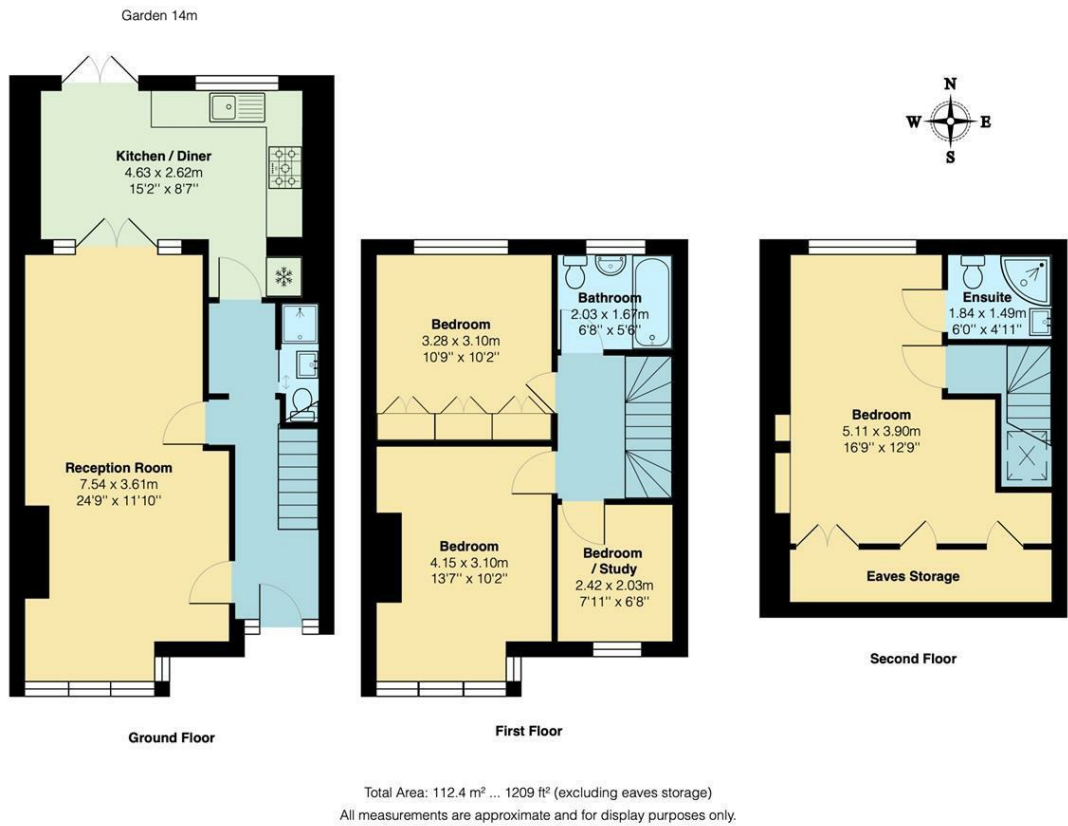 Garden 14m
N
W E
S
Kitchen / Diner
4.63 x 2.62m
15'2'' x 8'7''
Reception Room
7.54 x 3.61m
24'9'' x 11'10''
Ground Floor
Bedroom
3.28 x 3.10m
10'9'' x 10'2''
Bathroom
2.03 x 1.67m
6'8'' x 5'6''
Bedroom
4.15 x 3.10m
13'7'' x 10'2''
Bedroom
/ Study
2.42 x 2.03m
7'11'' x 6'8''
First Floor
Ensuite
1.84 x 1.49m
6'0'' x 4'11''
Bedroom
5.11 x 3.90m
16'9'' x 12'9''
Eaves Storage
Second Floor
Total Area: 112.4 m² ... 1209 ft² (excluding eaves storage)
All measurements are approximate and for display purposes only.